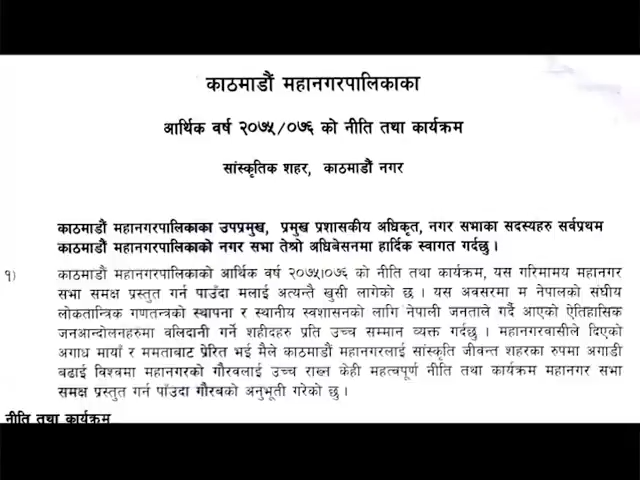 काठमाडौं महानगरपालिकाका
आर्थिक वर्ष २०७५/०७६ को नीति तथा कार्यक्रम
सांस्कृतिक शहर, काठमाडौं नगर
काठमाडौं महानगरपालिकाका उपप्रमुख, प्रमुख प्रशासकीय अधिकृत, नगर सभाका सदस्यहरु सर्वप्रथम
काठमाडौं महानगरपालिकाको नगर सभा तेश्रो अधिबेसनमा हार्दिक स्वागत गर्दछु।
१) काठमाडौं महानगरपालिकाको आर्थिक वर्ष २०७५।०७६ को नीति तथा कार्यक्रम, यस गरिमामय महानगर
सभा समक्ष प्रस्तुत गर्न पाउँदा मलाई अत्यन्तै खुसी लागेको छ। यस अवसरमा म नेपालको संघीय
लोकतान्त्रिक गणतन्त्रको स्थापना र स्थानीय स्वशासनको लागि नेपाली जनताले गर्दै आएको ऐतिहासिक
जनआन्दोलनहरुमा वलिदानी गर्ने शहीदहरु प्रति उच्च सम्मान व्यक्त गर्दछु। महानगरवासीले दिएको
अगाध मायाँ र ममताबाट प्रेरित भई मैले काठमाडौं महानगरलाई सांस्कृति जीवन्त शहरका रुपमा अगाडी
बढाई विश्वमा महानगरको गौरवलाई उच्च राख्न केही महत्वपूर्ण नीति तथा कार्यक्रम महानगर सभा
समक्ष प्रस्तुत गर्न पाउँदा गौरबको अनुभूती गरेको छु।
नीति तथा कार्यक्रम